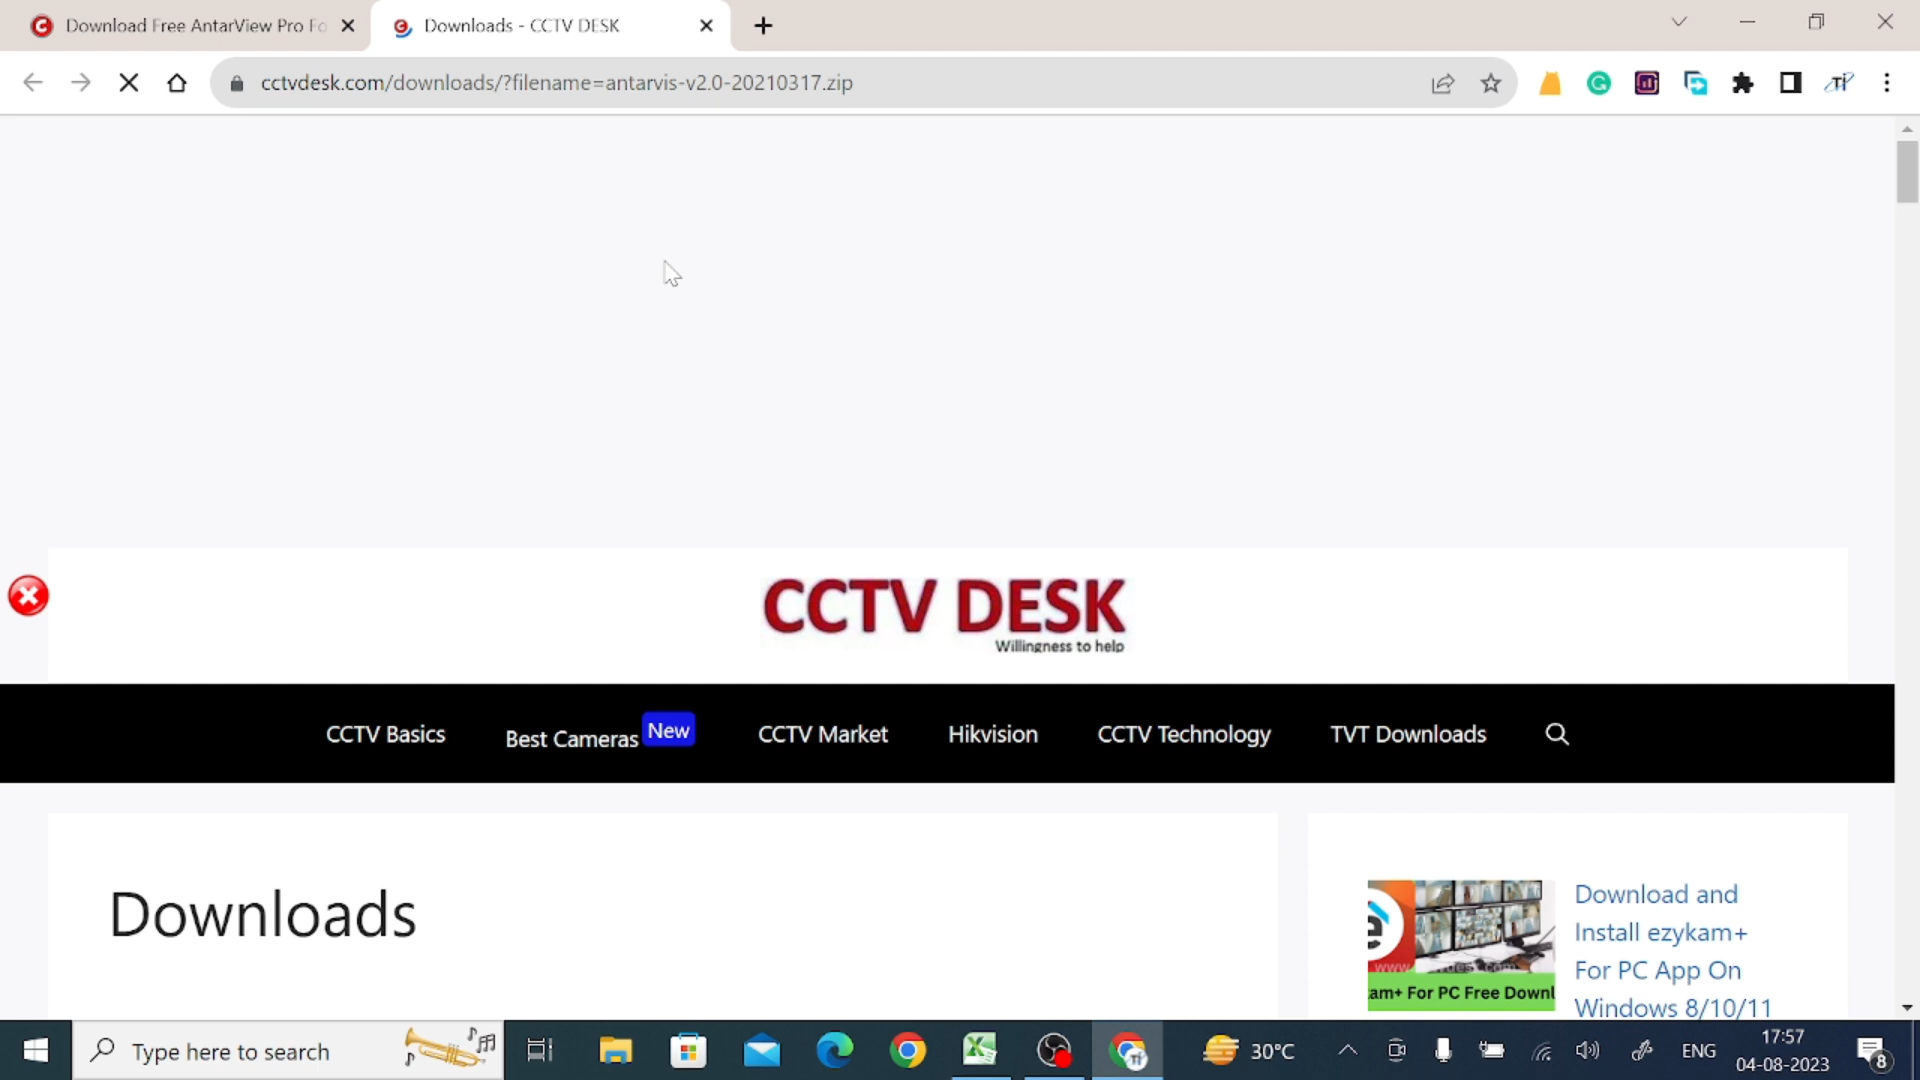 Download Free AntarView Pro Fo
Downloads - CCTV DESK
cctvdesk.com/downloads/?filename=antarvis-v2.0-20210317.zip
CCTV DESK
Willingness to help
CCTV Basics
Best Cameras New
CCTV Market
Hikvision
CCTV Technology
TVT Downloads
Downloads
Download and
Install ezykam+
For PC App On
Windows 8/10/11
am+ For PC Free Downl
Type here to search
30°C
ENG
17:57
04-08-2023
8